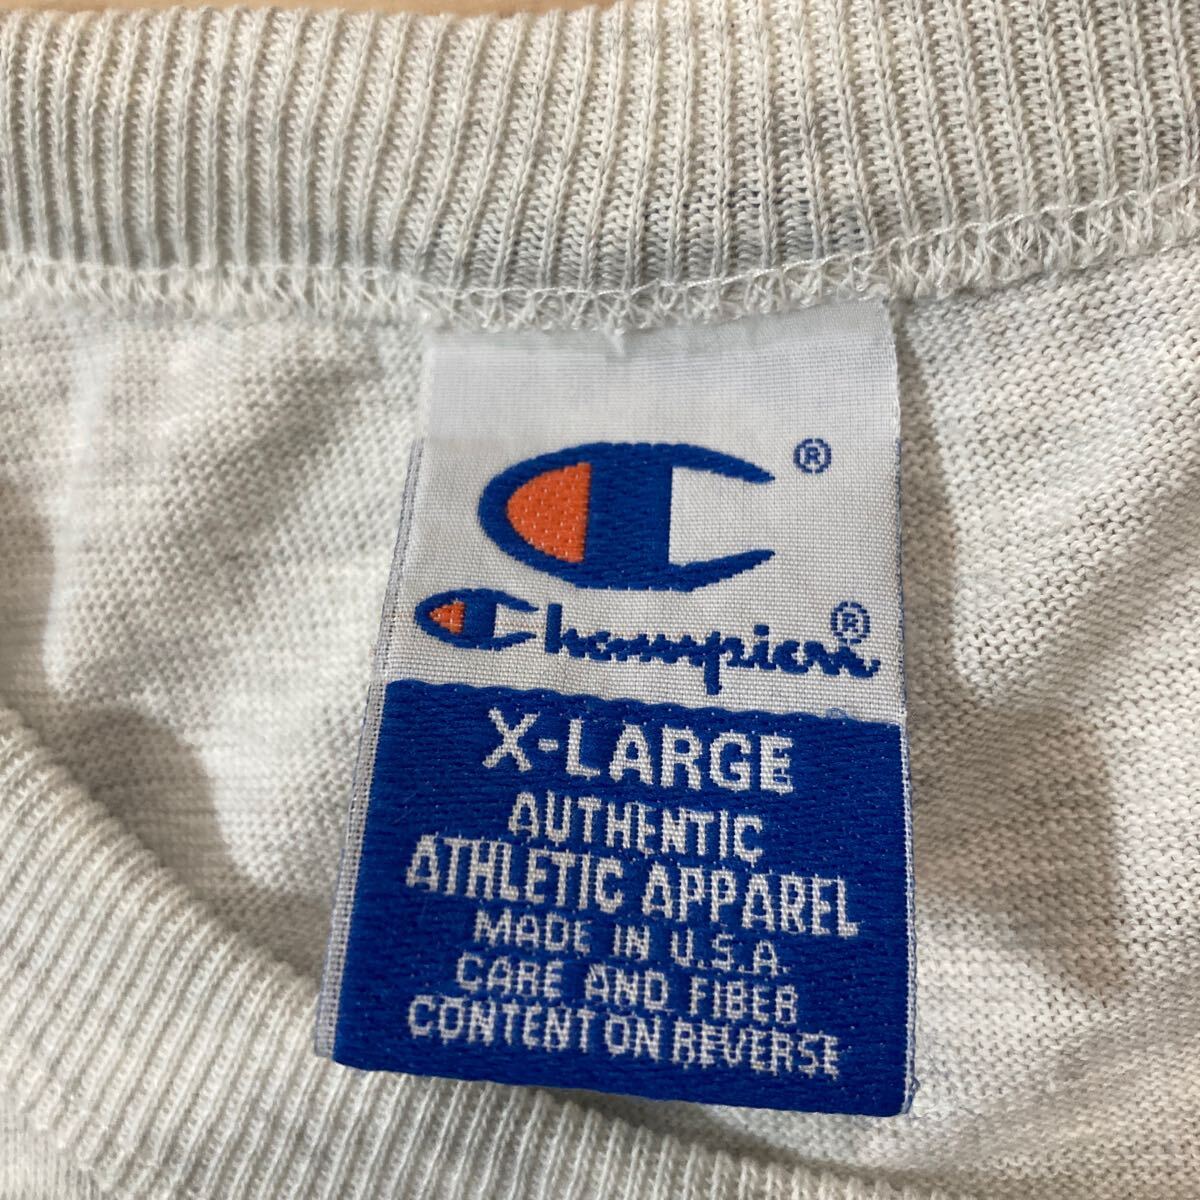 ®
Champion®
X-LARGE
AUTHENTIC
ATHLETIC APPAREL
MADE IN U.S.A.
CARE AND FIBER
CONTENT ON REVERSE